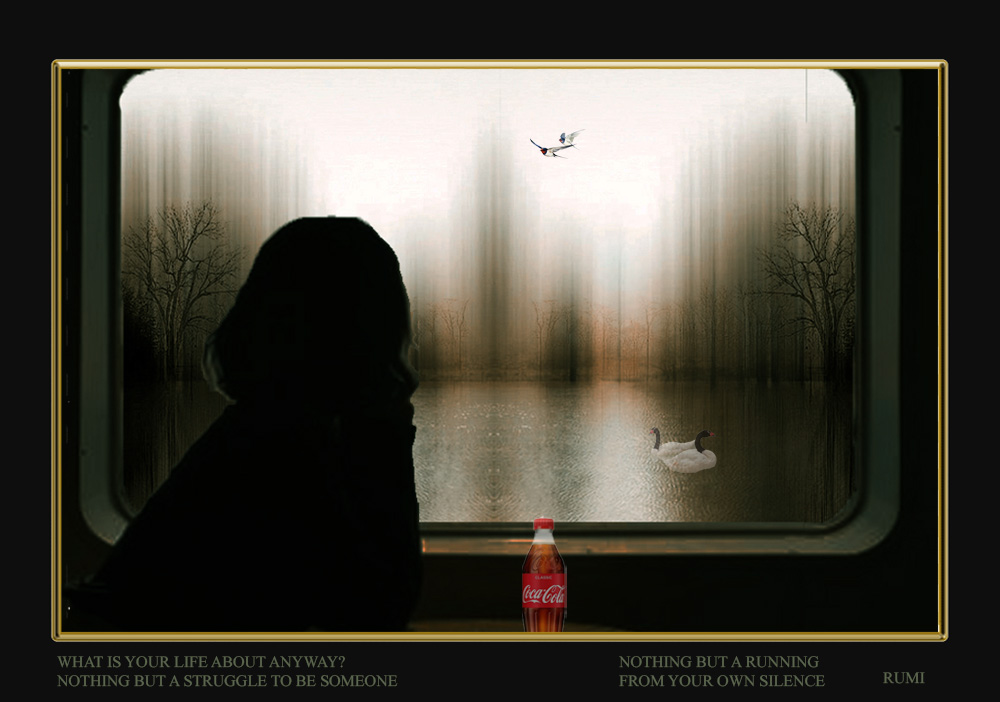 CLASSIC
Coca-Cola
WHAT IS YOUR LIFE ABOUT ANYWAY?
NOTHING BUT A STRUGGLE TO BE SOMEONE
NOTHING BUT A RUNNING
FROM YOUR OWN SILENCE
RUMI